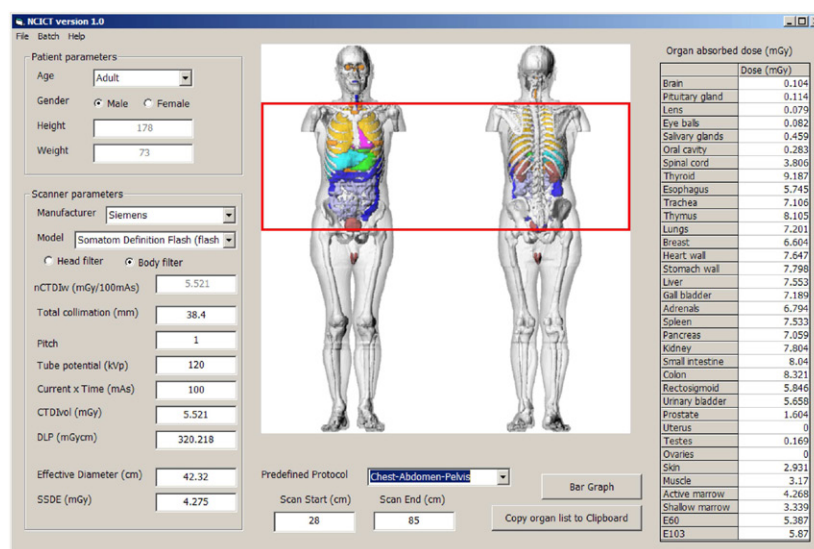 NCICT version 1.0
File Batch Help
Patient parameters
Age Adult
Gender Male Female
Height 178
Weight 73
Scanner parameters
Manufacturer Siemens
Model Somatom Definition Flash (flash
Head filter Body filter
nCTDIw (mGy/100mAs) 5.521
Total collimation (mm) 38.4
Pitch 1
Tube potential (kVp) 120
Current x Time (mAs) 100
CTDIvol (mGy) 5.521
DLP (mGycm) 320.218
Effective Diameter (cm) 42.32
SSDE (mGy) 4.275
Predefined Protocol Chest-Abdomen-Pelvis
Scan Start (cm) Scan End (cm)
28 85
Bar Graph
Copy organ list to Clipboard
Organ absorbed dose (mGy)
Dose (mGy)
Brain 0.104
Pituitary gland 0.114
Lens 0.079
Eye balls 0.082
Salivary glands 0.459
Oral cavity 0.283
Spinal cord 3.806
Thyroid 9.187
Esophagus 5.745
Trachea 7.106
Thymus 8.105
Lungs 7.201
Breast 6.604
Heart wall 7.647
Stomach wall 7.798
Liver 7.553
Gall bladder 7.189
Adrenals 6.794
Spleen 7.533
Pancreas 7.059
Kidney 7.804
Small intestine 8.04
Colon 8.321
Rectosigmoid 5.846
Urinary bladder 5.658
Prostate 1.604
Uterus 0
Testes 0.169
Ovaries 0
Skin 2.931
Muscle 3.17
Active marrow 4.268
Shallow marrow 3.339
E60 5.387
E103 5.87